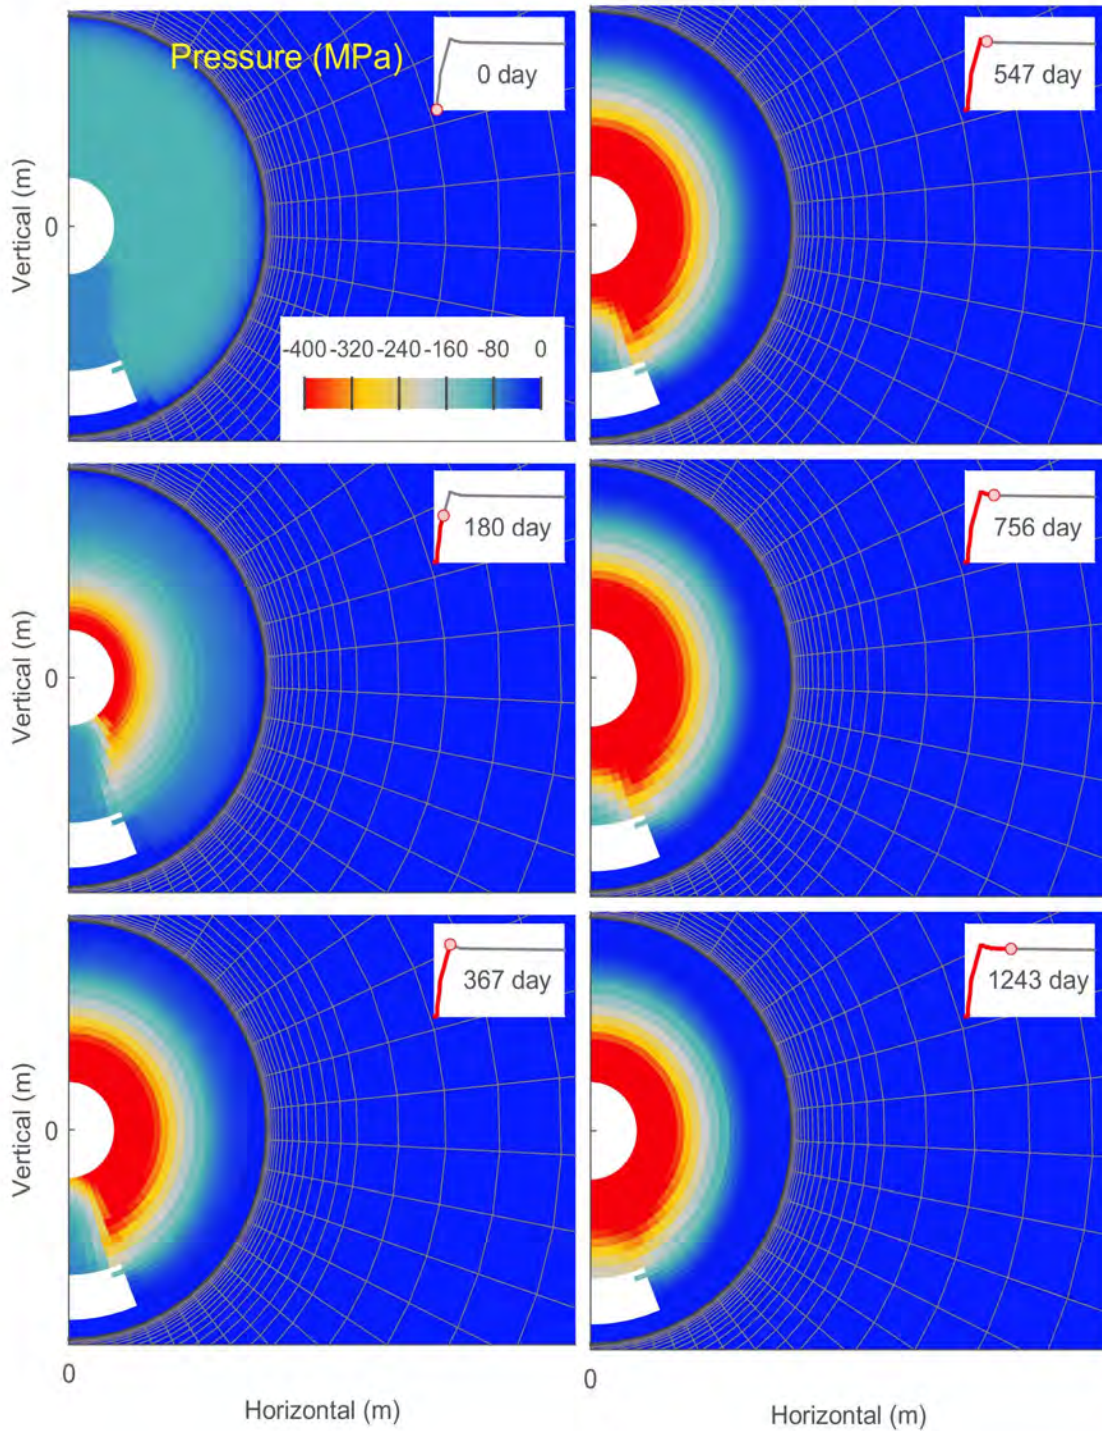 Pressure (MPa)
0 day
Vertical (m)
0
-400 -320 -240 -160 -80 0
547 day
180 day
Vertical (m)
0
756 day
367 day
Vertical (m)
0
1243 day
0
Horizontal (m)
0
Horizontal (m)